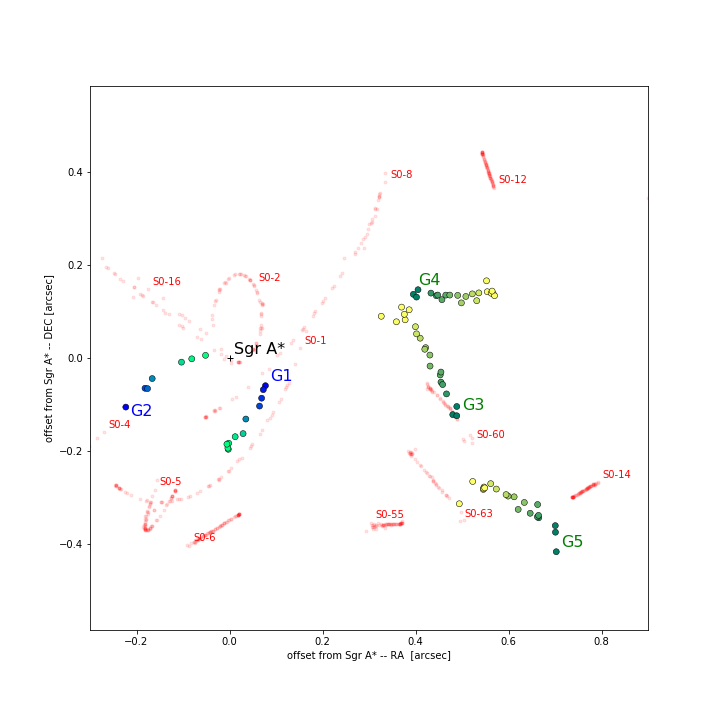 S0-12
S0-8
S0-16
S0-2
G4
S0-1
Sgr A*
G1
G2
G3
S0-4
S0-60
S0-5
S0-14
S0-55
S0-63
S0-6
G5
0.4
0.2
0.0
−0.2
−0.4
offset from Sgr A* -- DEC [arcsec]
−0.2 0.0 0.2 0.4 0.6 0.8
offset from Sgr A* -- RA [arcsec]